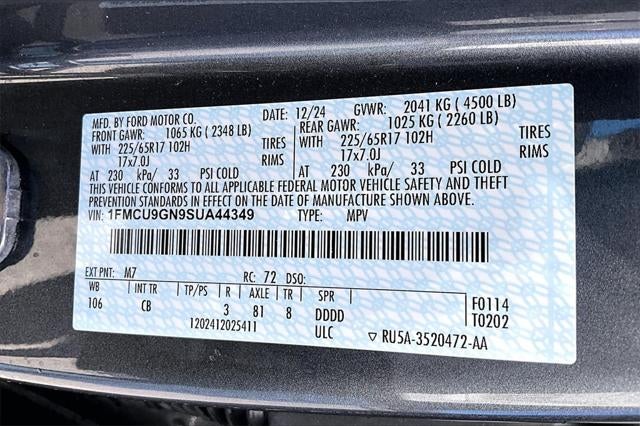 MFD. BY FORD MOTOR CO. DATE: 12/24 GVWR: 2041 KG ( 4500 LB)
FRONT GAWR: 1065 KG ( 2348 LB) REAR GAWR: 1025 KG ( 2260 LB)
WITH 225/65R17 102H TIRES WITH 225/65R17 102H TIRES
17x7.0J RIMS 17x7.0J RIMS
AT 230 kPa/ 33 PSI COLD AT 230 kPa/ 33 PSI COLD
THIS VEHICLE CONFORMS TO ALL APPLICABLE FEDERAL MOTOR VEHICLE SAFETY AND THEFT
PREVENTION STANDARDS IN EFFECT ON THE DATE OF MANUFACTURE SHOWN ABOVE.
VIN: 1FMCU9GN9SUA44349 TYPE: MPV
EXT PNT: M7 RC: 72 DSO:
WB INT TR TP/PS R AXLE TR SPR
106 CB 3 81 8 DDDD
F0114
T0202
1202412025411 ULC ▽ RU5A-3520472-AA